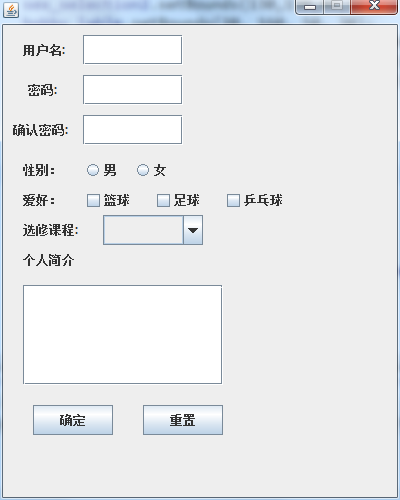 用户名:
密码:
确认密码:
性别： 男 女
爱好： 篮球 足球 乒乓球
选修课程:
个人简介
确定 重置